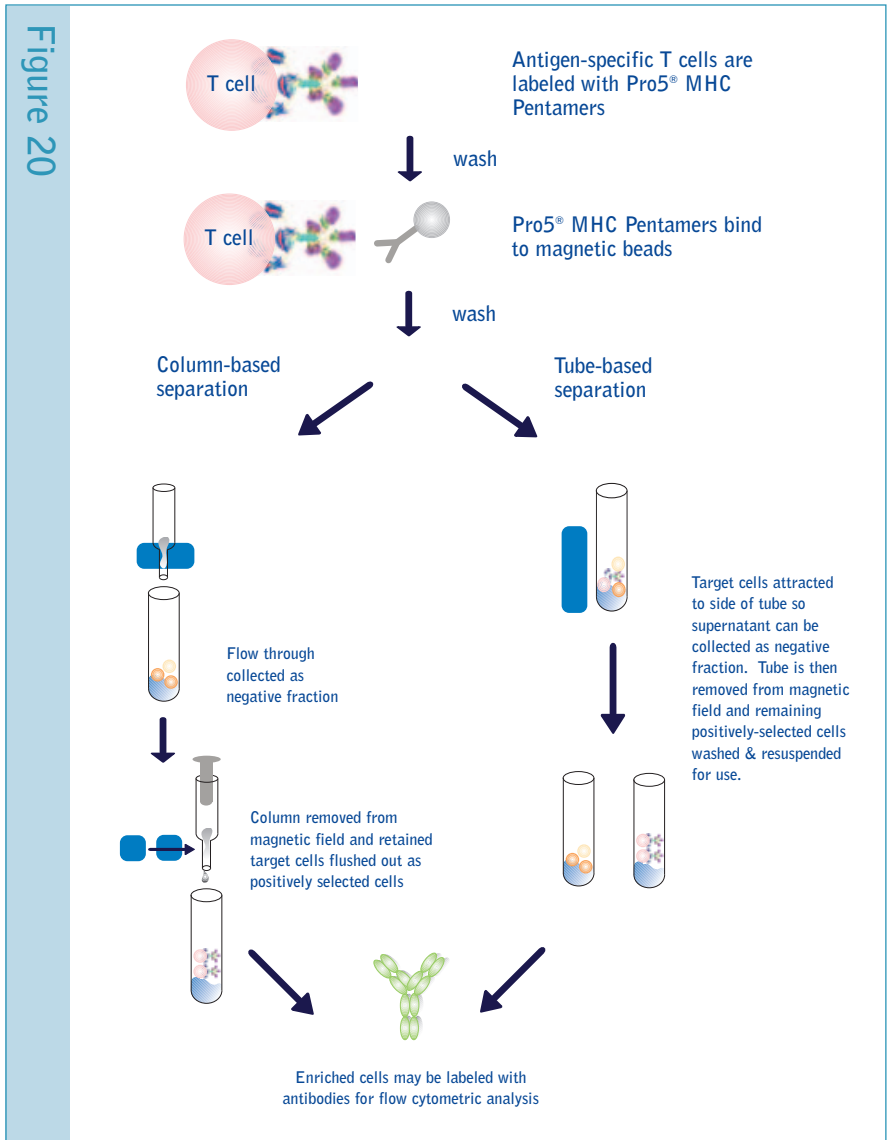 Figure 20
T cell
Antigen-specific T cells are
labeled with Pro5® MHC
Pentamers
wash
T cell
Pro5® MHC Pentamers bind
to magnetic beads
wash
Column-based
separation
Tube-based
separation
Flow through
collected as
negative fraction
Column removed from
magnetic field and retained
target cells flushed out as
positively selected cells
Target cells attracted
to side of tube so
supernatant can be
collected as negative
fraction. Tube is then
removed from magnetic
field and remaining
positively-selected cells
washed & resuspended
for use.
Enriched cells may be labeled with
antibodies for flow cytometric analysis